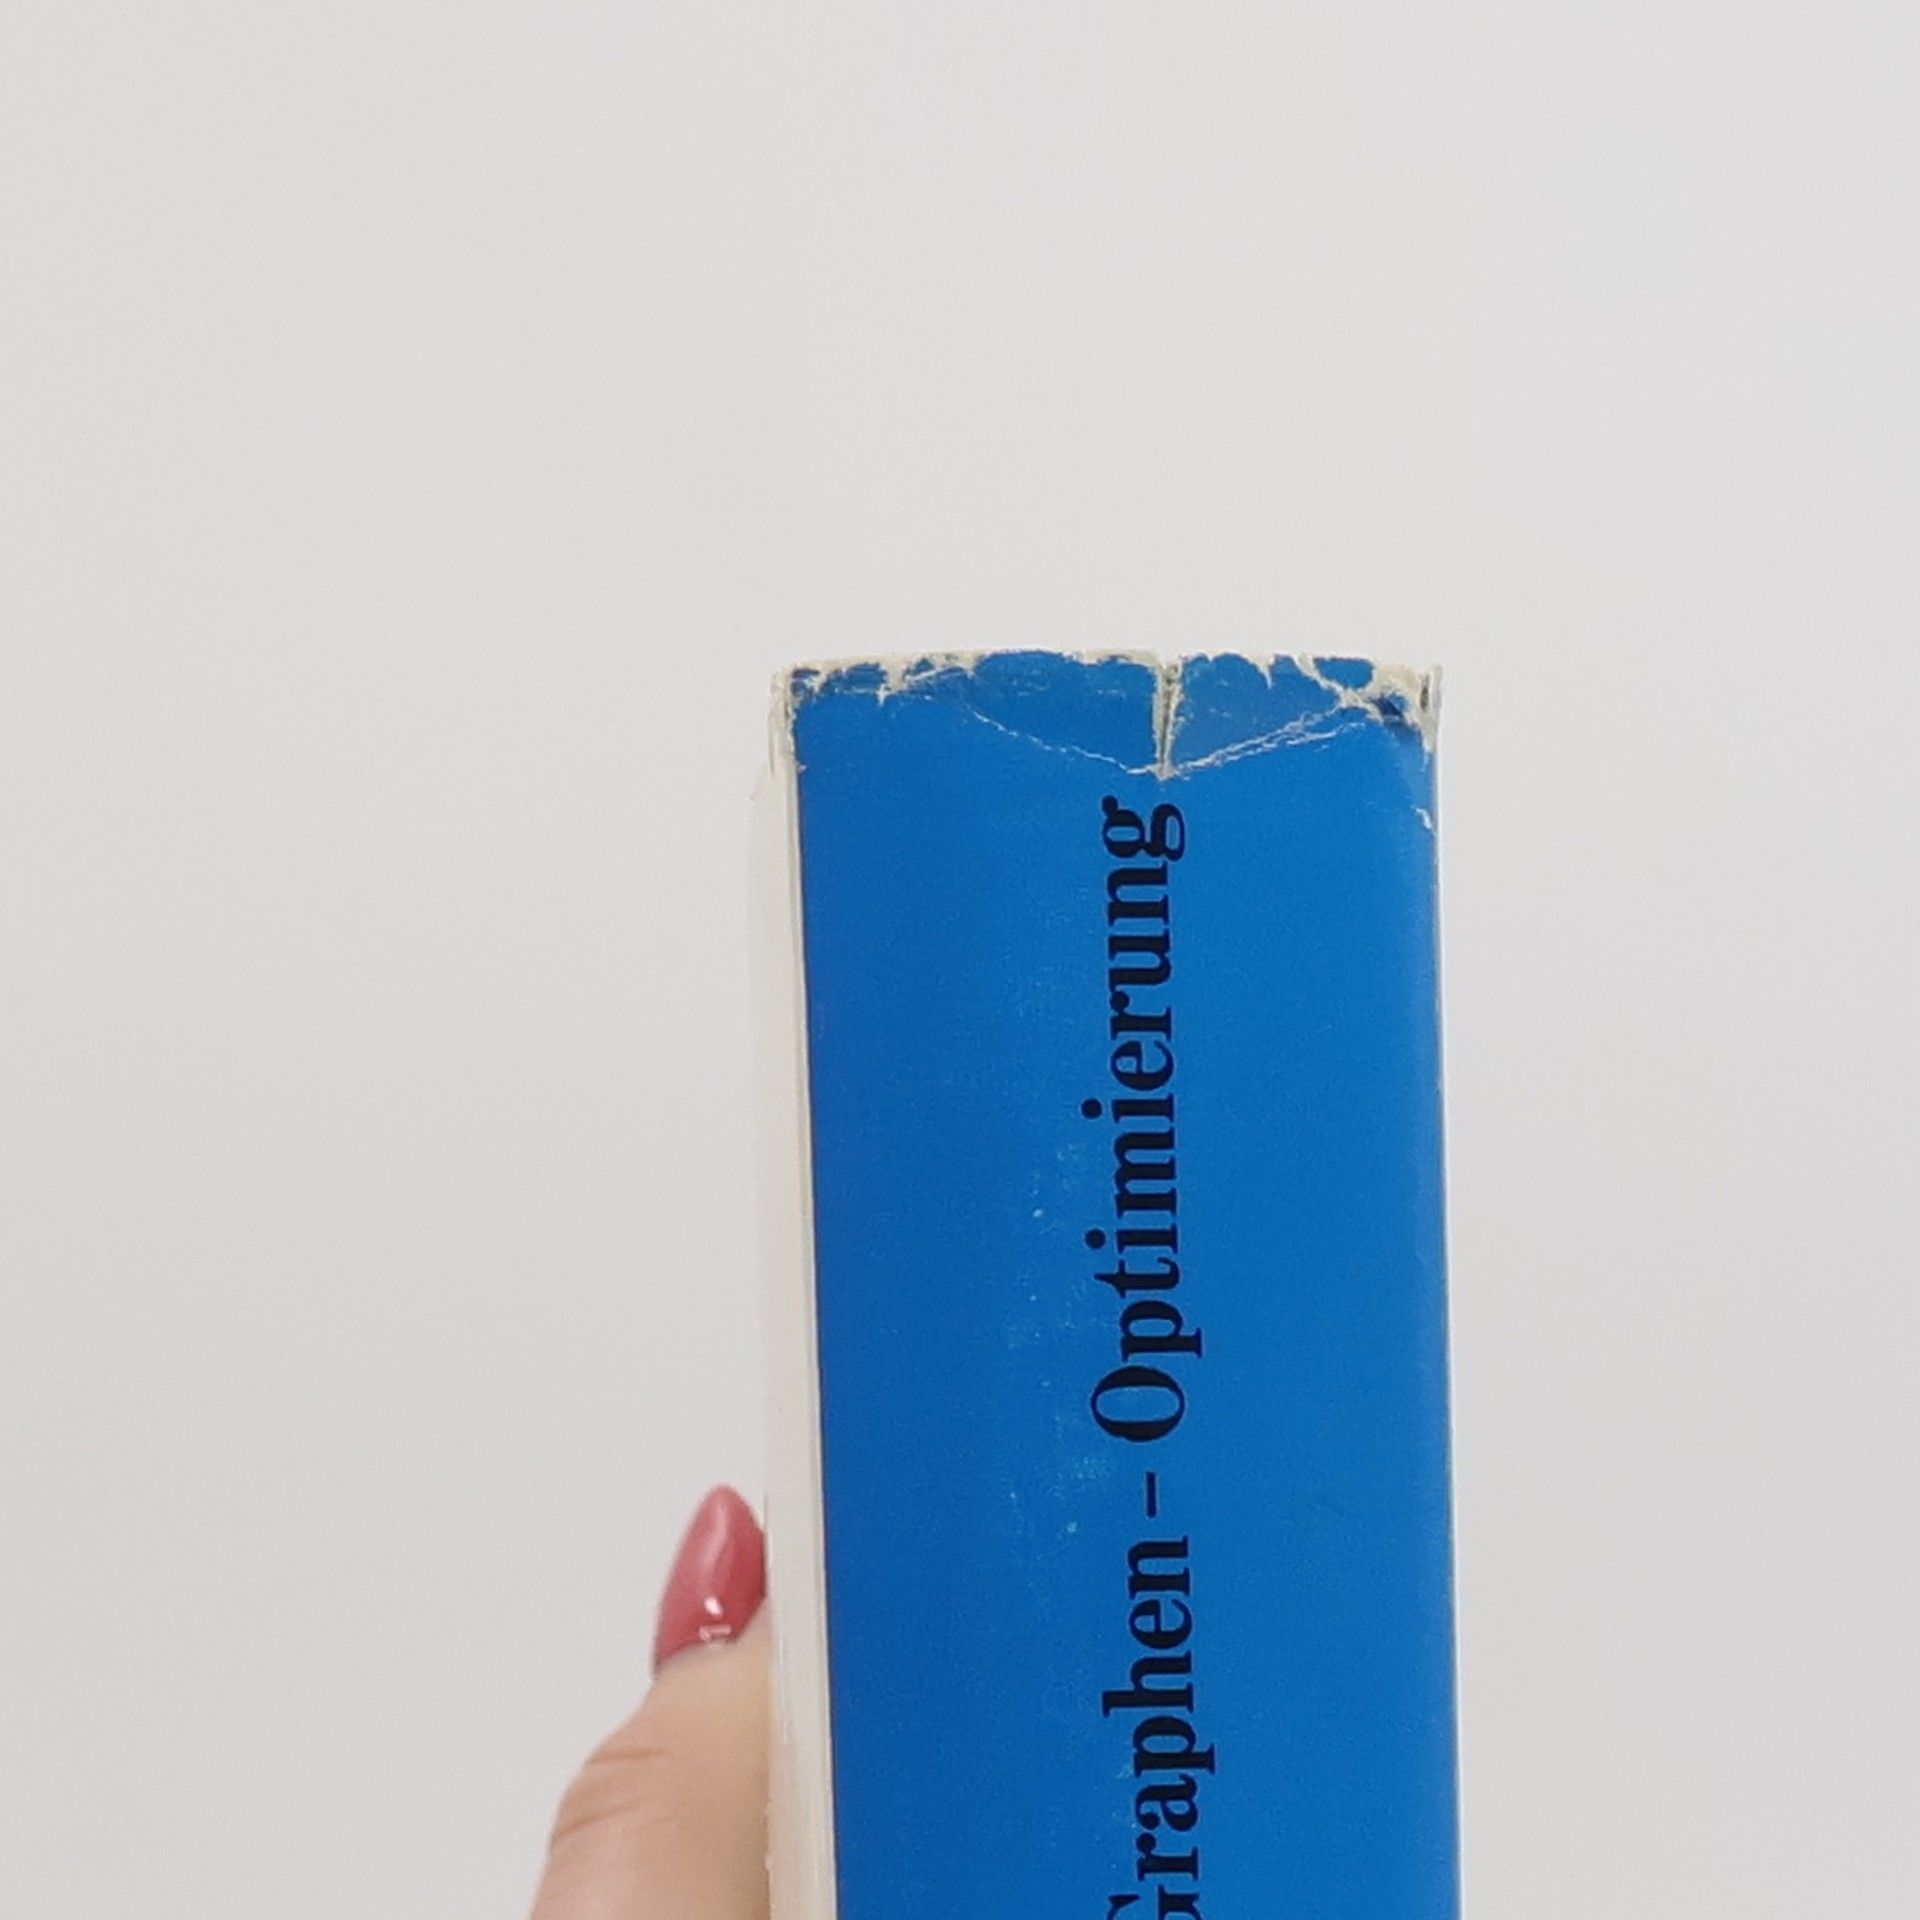 Graphen – Optimierung